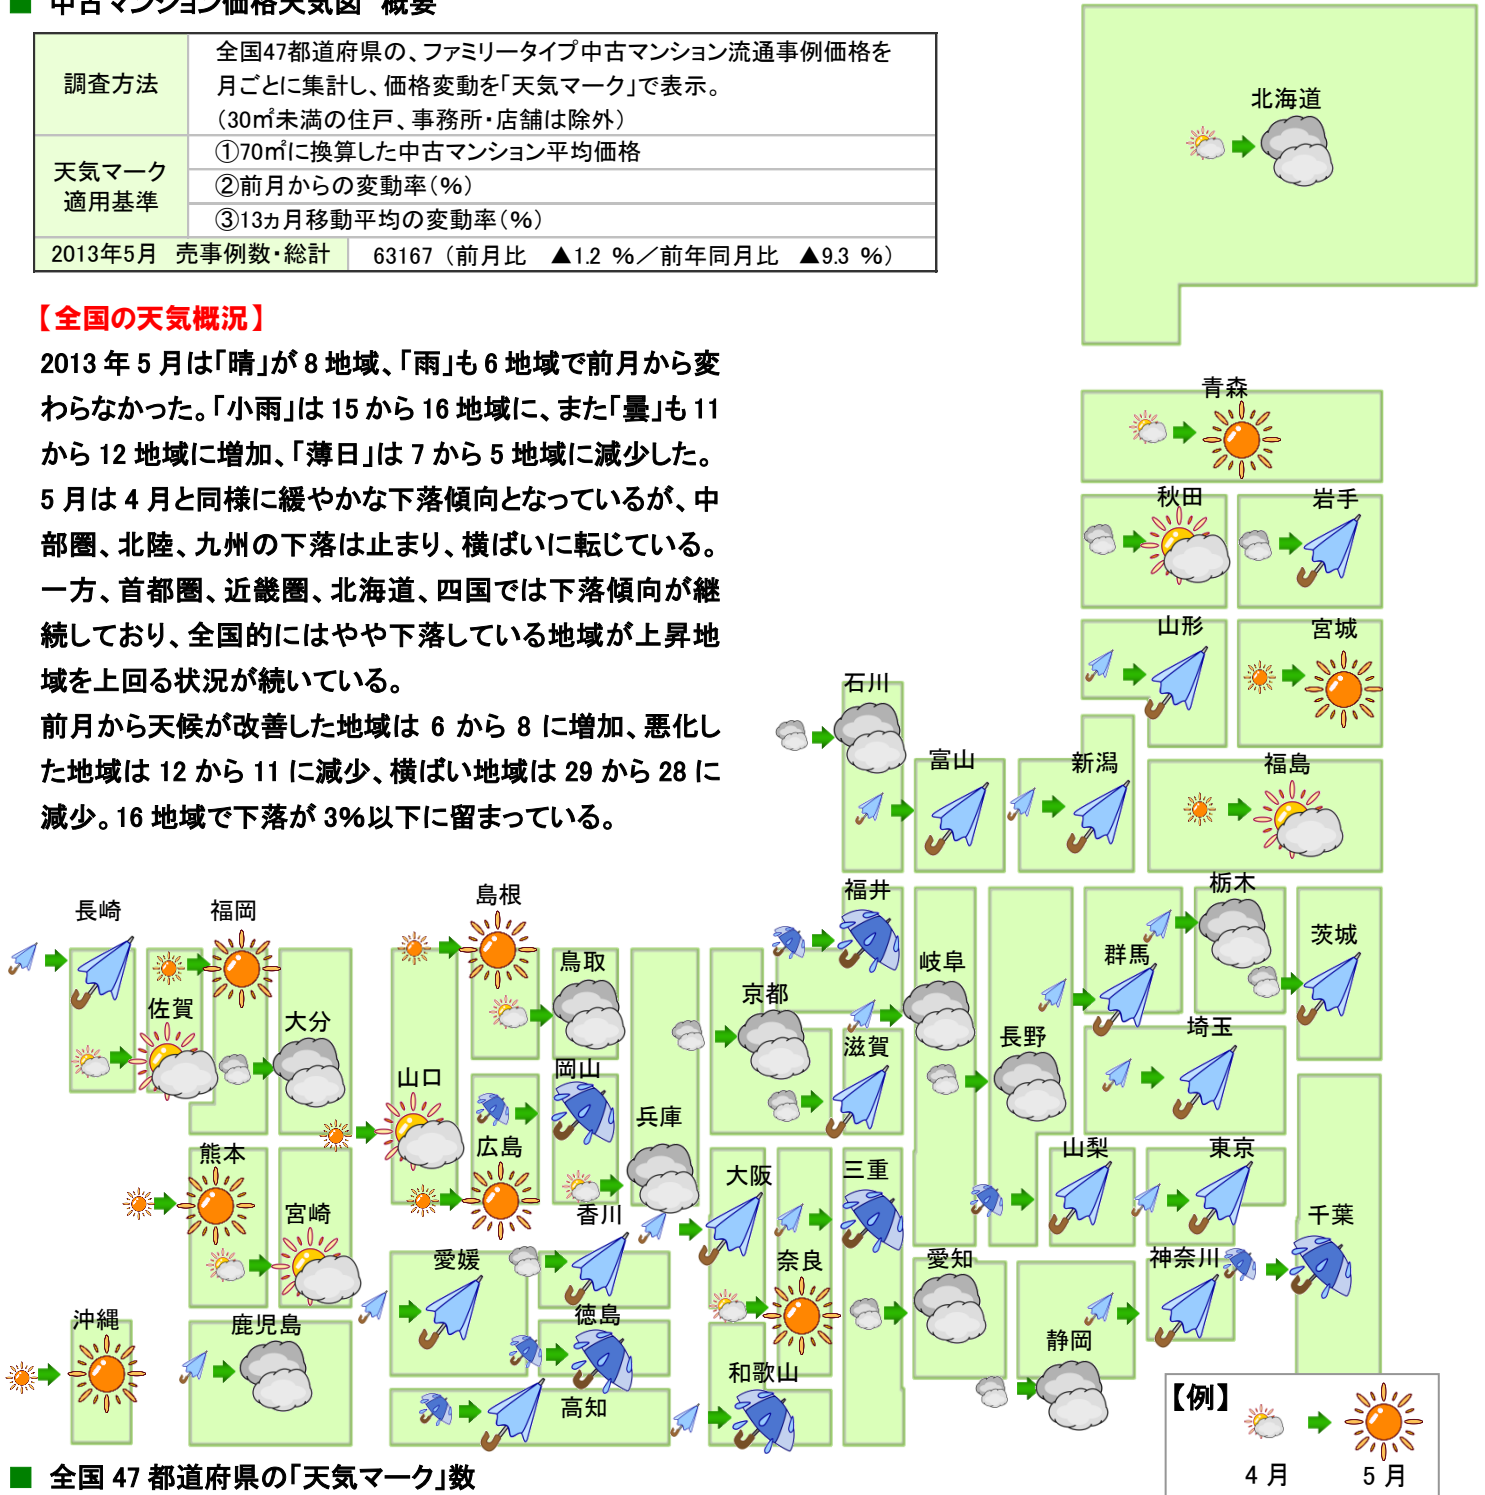 ■ 中古マンション価格天気図 概要
調査方法
全国47都道府県の、ファミリータイプ中古マンション流通事例価格を
月ごとに集計し、価格変動を「天気マーク」で表示。
（30㎡未満の住戸、事務所・店舗は除外）
天気マーク
適用基準
①70㎡に換算した中古マンション平均価格
②前月からの変動率（％）
③13ヵ月移動平均の変動率（％）
2013年5月 売事例数・総計 63167（前月比 ▲1.2 ％／前年同月比 ▲9.3 ％）
【全国の天気概況】
2013 年 5 月は「晴」が 8 地域、「雨」も 6 地域で前月から変
わらなかった。「小雨」は 15 から 16 地域に、また「曇」も 11
から 12 地域に増加、「薄日」は 7 から 5 地域に減少した。
5 月は 4 月と同様に緩やかな下落傾向となっているが、中
部圏、北陸、九州の下落は止まり、横ばいに転じている。
一方、首都圏、近畿圏、北海道、四国では下落傾向が継
続しており、全国的にはやや下落している地域が上昇地
域を上回る状況が続いている。
前月から天候が改善した地域は 6 から 8 に増加、悪化し
た地域は 12 から 11 に減少、横ばい地域は 29 から 28 に
減少。16 地域で下落が 3％以下に留まっている。
北海道
青森
秋田
岩手
山形
宮城
石川
富山
新潟
福島
福井
栃木
島根
長崎
福岡
茨城
群馬
鳥取
岐阜
京都
佐賀
大分
埼玉
長野
滋賀
岡山
山口
兵庫
熊本
広島
山梨
東京
三重
大阪
宮崎
香川
千葉
愛媛
奈良
愛知
神奈川
沖縄
鹿児島
徳島
静岡
和歌山
高知
【例】
4 月
5 月
■ 全国 47 都道府県の「天気マーク」数